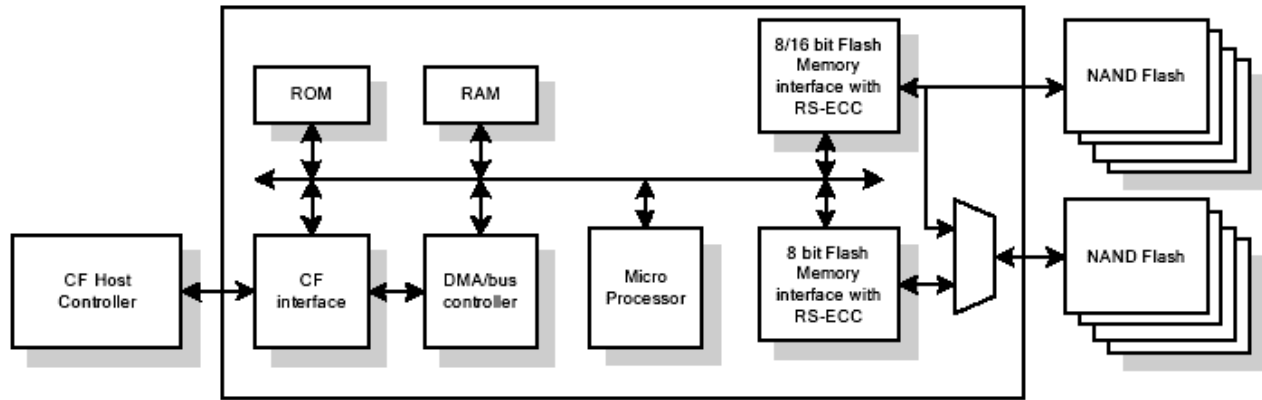 8/16 bit Flash
Memory
interface with
RS-ECC
NAND Flash
ROM
RAM
CF Host
Controller
CF
interface
DMA/bus
controller
Micro
Processor
8 bit Flash
Memory
interface with
RS-ECC
NAND Flash